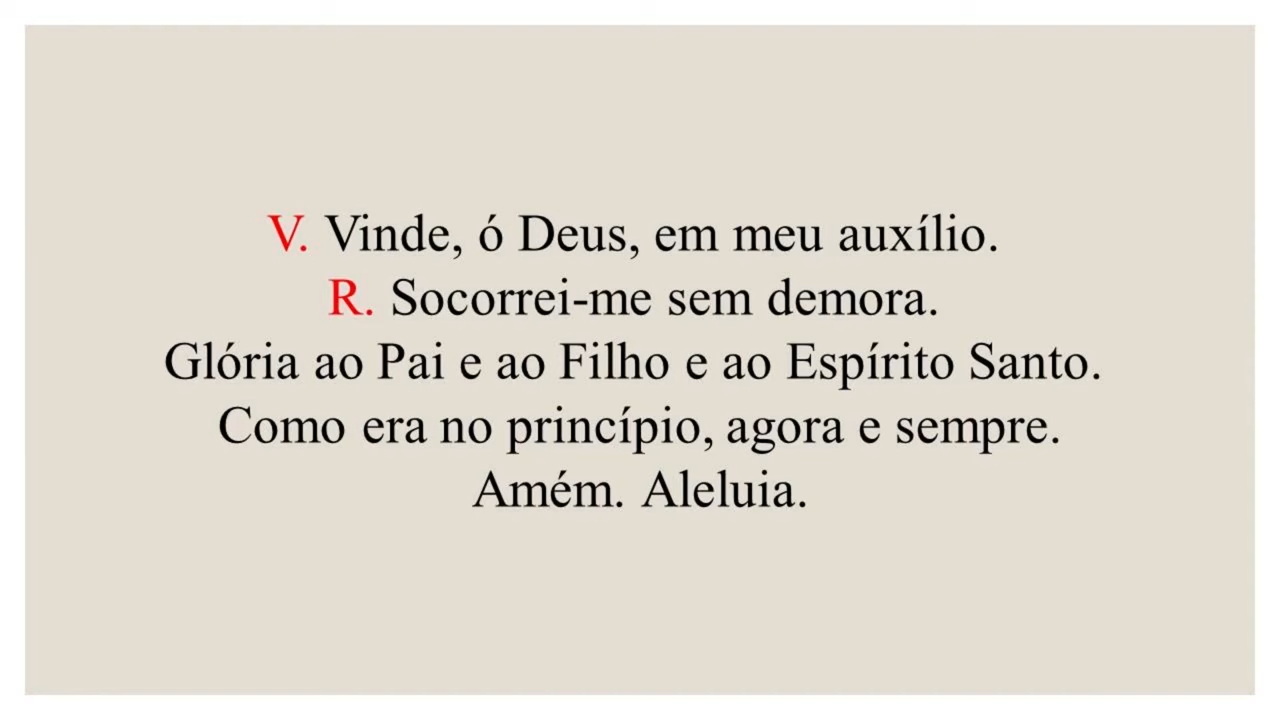 V. Vinde, ó Deus, em meu auxílio.
R. Socorrei-me sem demora.
Glória ao Pai e ao Filho e ao Espírito Santo.
Como era no princípio, agora e sempre.
Amém. Aleluia.